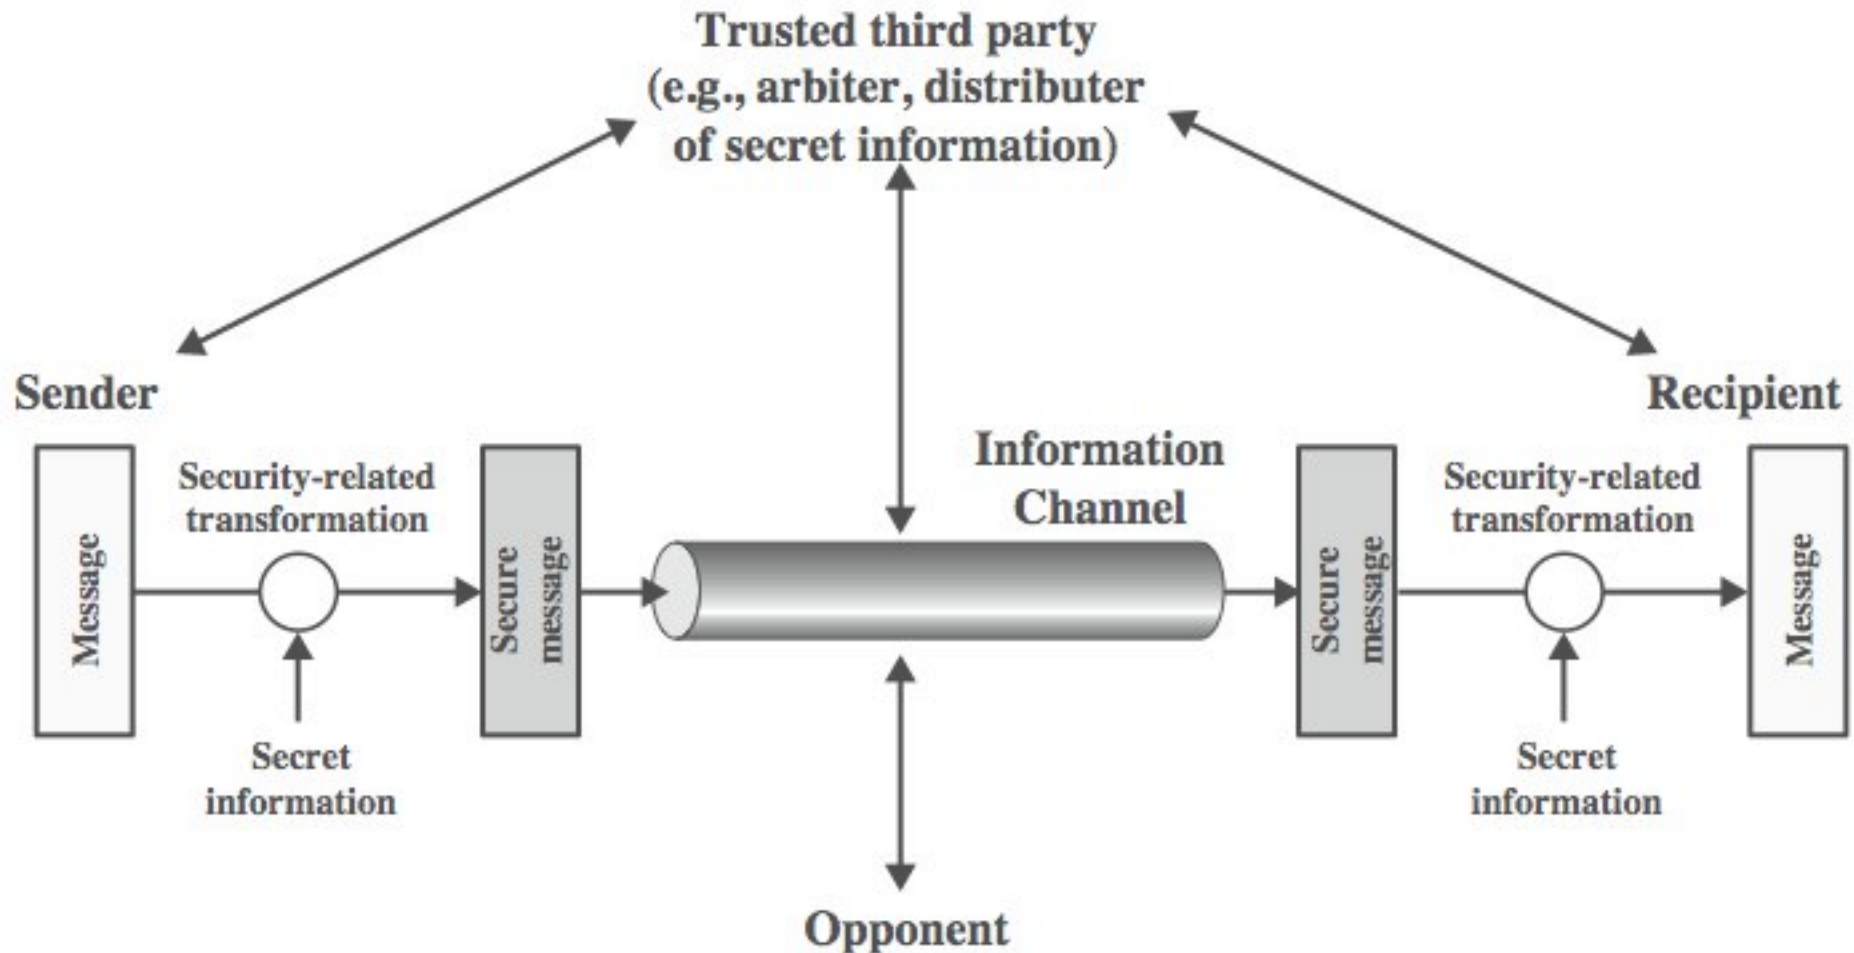 Trusted third party
(e.g., arbiter, distributer
of secret information)
Sender
Recipient
Information
Channel
Security-related
transformation
Security-related
transformation
Message
Secure
message
Secure
message
Message
Secret
information
Secret
information
Opponent